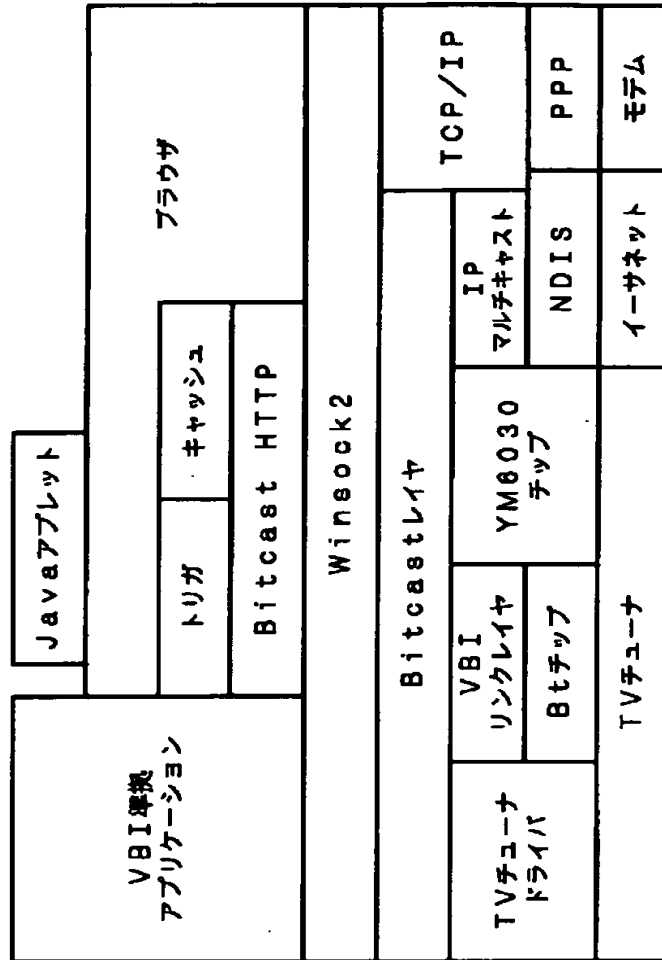 Javaアプレット
VBI準拠
アプリケーション
ブラウザ
トリガ
キャッシュ
Bitcast HTTP
Winsock2
Bitcastレイヤ
TCP/IP
TVチューナ
ドライバ
VBI
リンクレイヤ
YM6030
チップ
IP
マルチキャスト
Btチップ
NDIS
PPP
TVチューナ
イーサネット
モデム